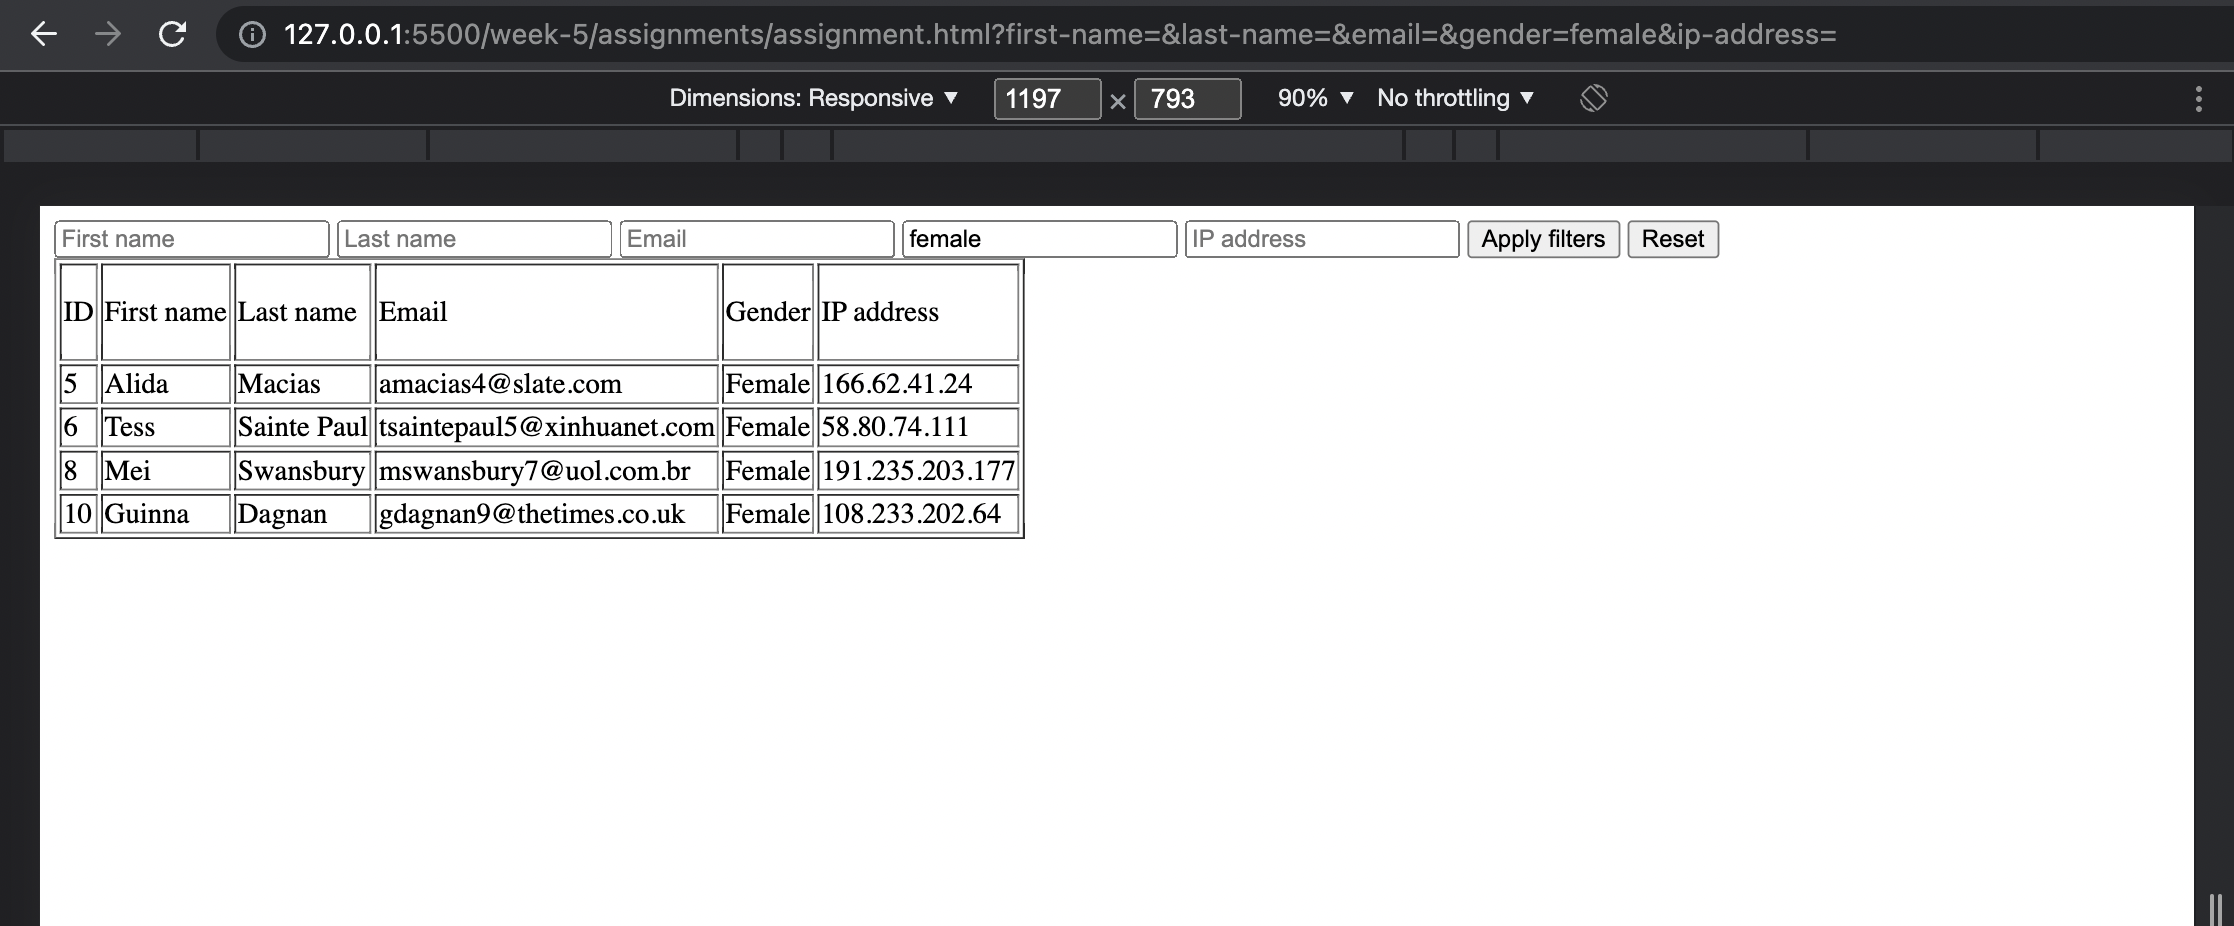 127.0.0.1:5500/week-5/assignments/assignment.html?first-name=&last-name=&email=&gender=female&ip-address=
Dimensions: Responsive ▼ 1197 × 793 90% ▼ No throttling ▼
First name Last name Email female IP address Apply filters Reset
ID First name Last name Email Gender IP address
5 Alida Macias amacias4@slate.com Female 166.62.41.24
6 Tess Sainte Paul tsaintepaul5@xinhuanet.com Female 58.80.74.111
8 Mei Swansbury mswansbury7@uol.com.br Female 191.235.203.177
10 Guinna Dagnan gdagnan9@thetimes.co.uk Female 108.233.202.64